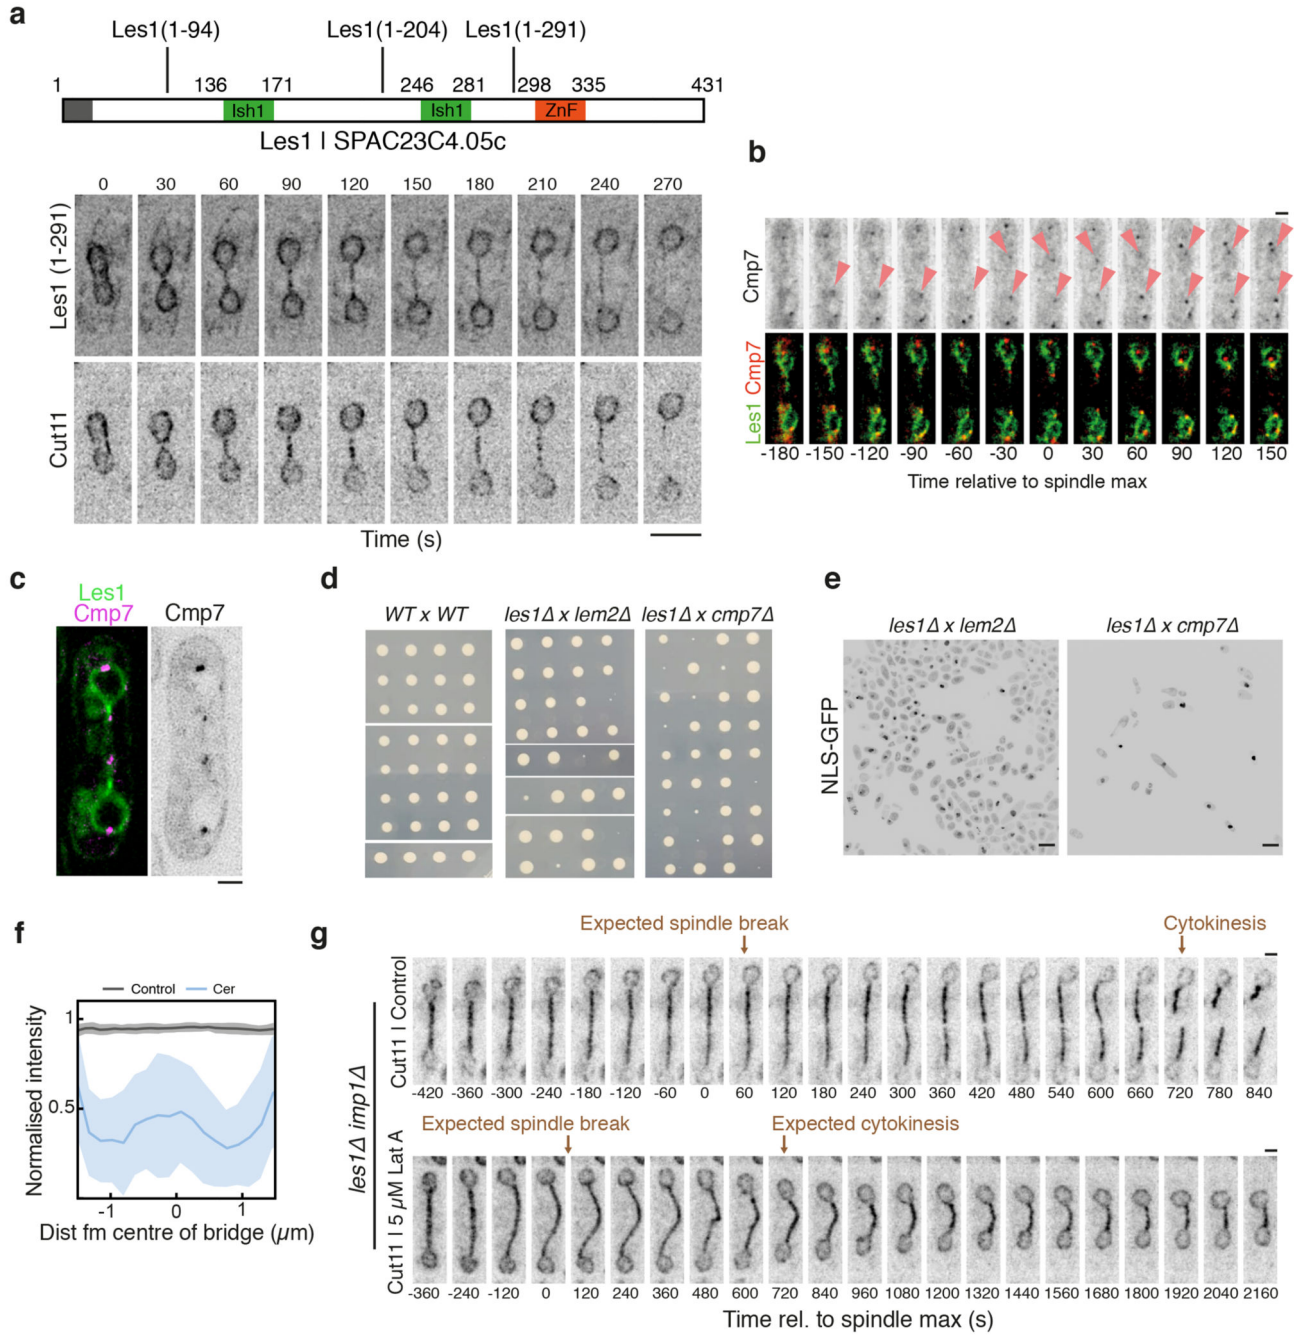 a
Les1(1-94) Les1(1-204) Les1(1-291)
1 136 171 246 281 298 335 431
Ish1 Ish1 ZnF
Les1 | SPAC23C4.05c
0 30 60 90 120 150 180 210 240 270
Les1 (1-291)
Cut11
Time (s)
b
Cmp7
Les1 Cmp7
-180 -150 -120 -90 -60 -30 0 30 60 90 120 150
Time relative to spindle max
c
Les1
Cmp7 Cmp7
d
WT x WT les1Δ x lem2Δ les1Δ x cmp7Δ
e
les1Δ x lem2Δ les1Δ x cmp7Δ
NLS-GFP
f
Control Cer
Normalised intensity
1
0.5
-1 0 1
Dist fm centre of bridge (µm)
g
Expected spindle break Cytokinesis
les1Δ imp1Δ
Cut11 | Control
-420 -360 -300 -240 -180 -120 -60 0 60 120 180 240 300 360 420 480 540 600 660 720 780 840
Expected spindle break Expected cytokinesis
Cut11 | 5 µM Lat A
-360 -240 -120 0 120 240 360 480 600 720 840 960 1080 1200 1320 1440 1560 1680 1800 1920 2040 2160
Time rel. to spindle max (s)